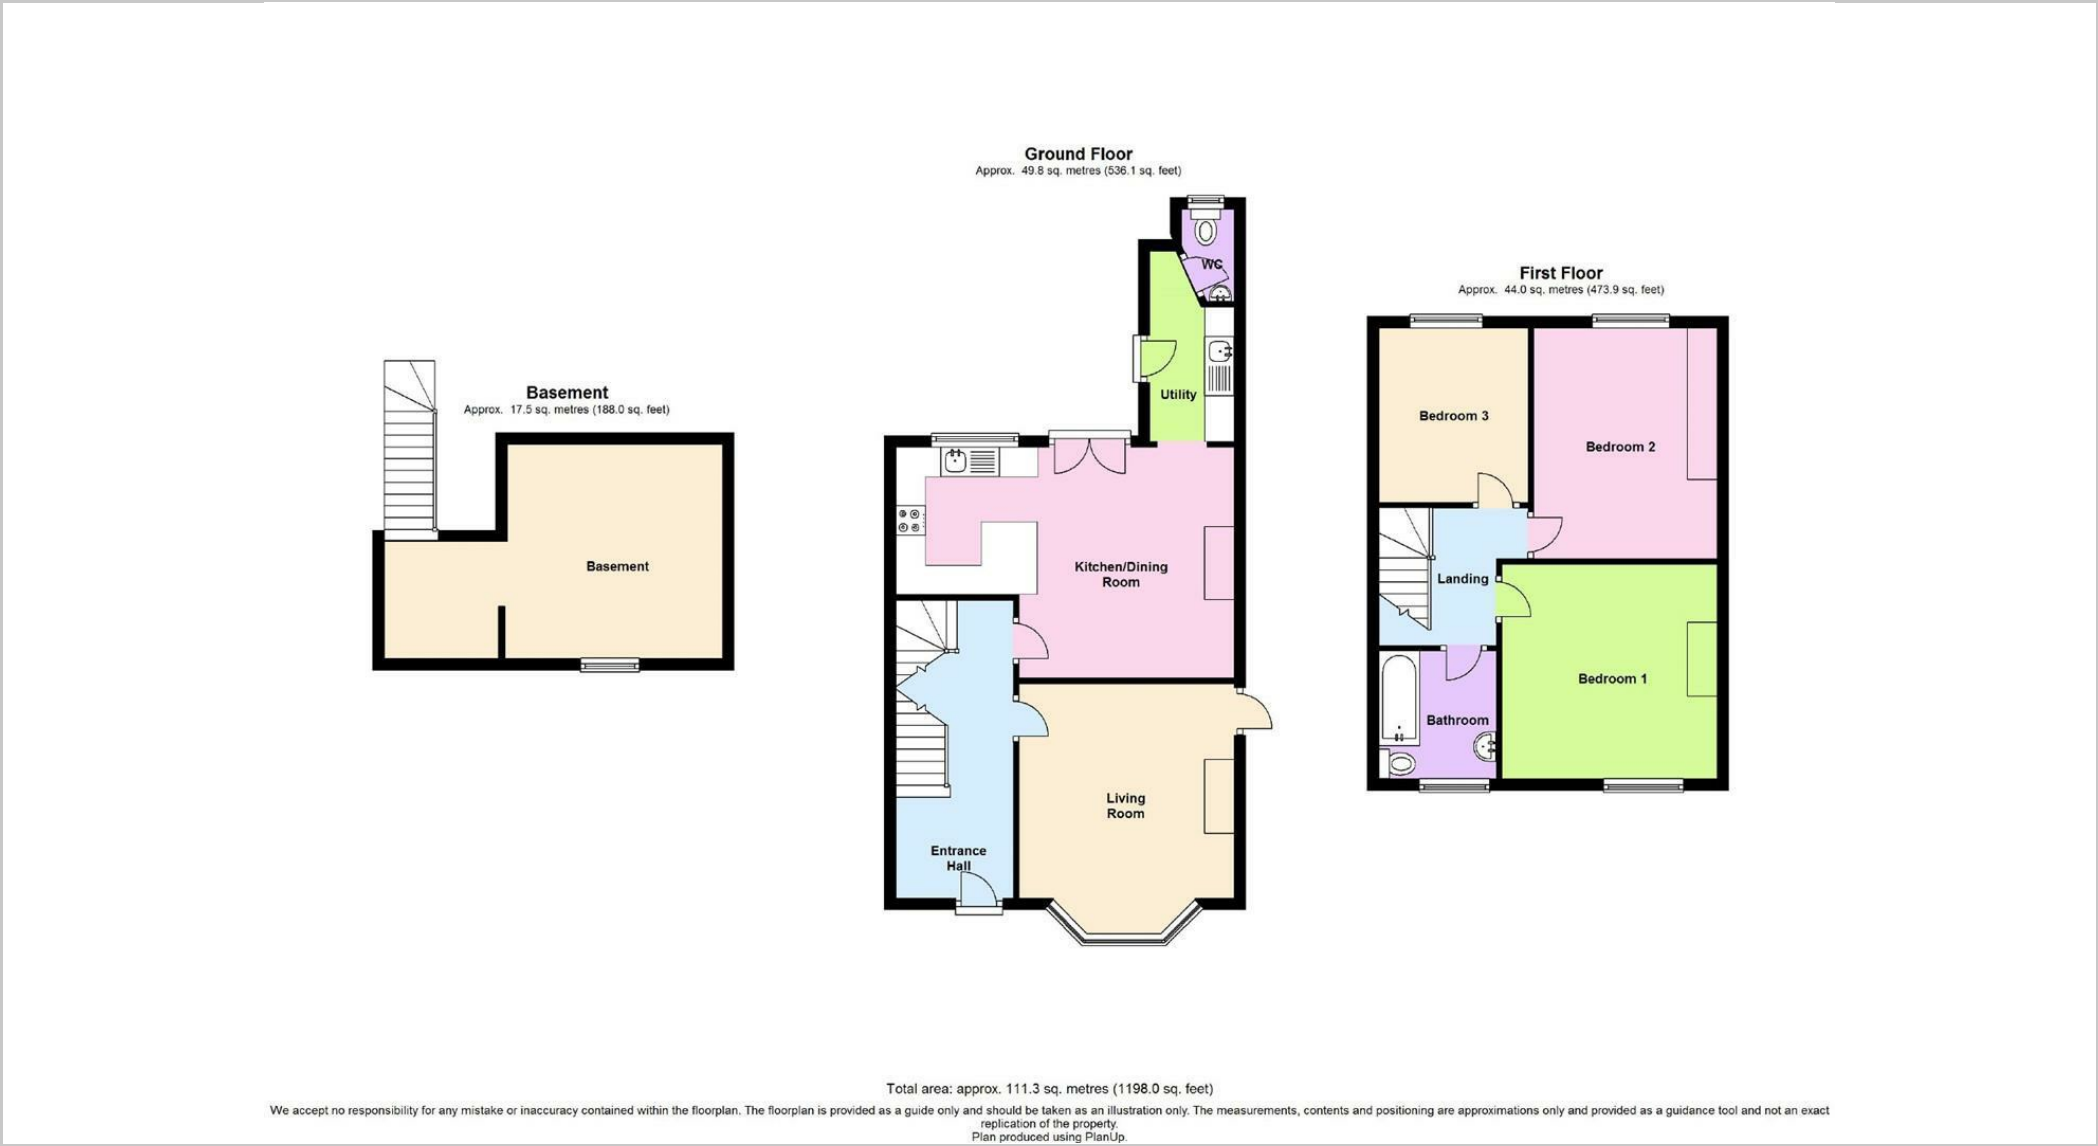 Ground Floor
Approx. 49.8 sq. metres (536.1 sq. feet)
WC
Utility
Kitchen/Dining
Room
Living
Room
Entrance
Hall
First Floor
Approx. 44.0 sq. metres (473.9 sq. feet)
Bedroom 3
Bedroom 2
Landing
Bedroom 1
Bathroom
Basement
Approx. 17.5 sq. metres (188.0 sq. feet)
Basement
Total area: approx. 111.3 sq. metres (1198.0 sq. feet)
We accept no responsibility for any mistake or inaccuracy contained within the floorplan. The floorplan is provided as a guide only and should be taken as an illustration only. The measurements, contents and positioning are approximations only and provided as a guidance tool and not an exact
replication of the property.
Plan produced using PlanUp.